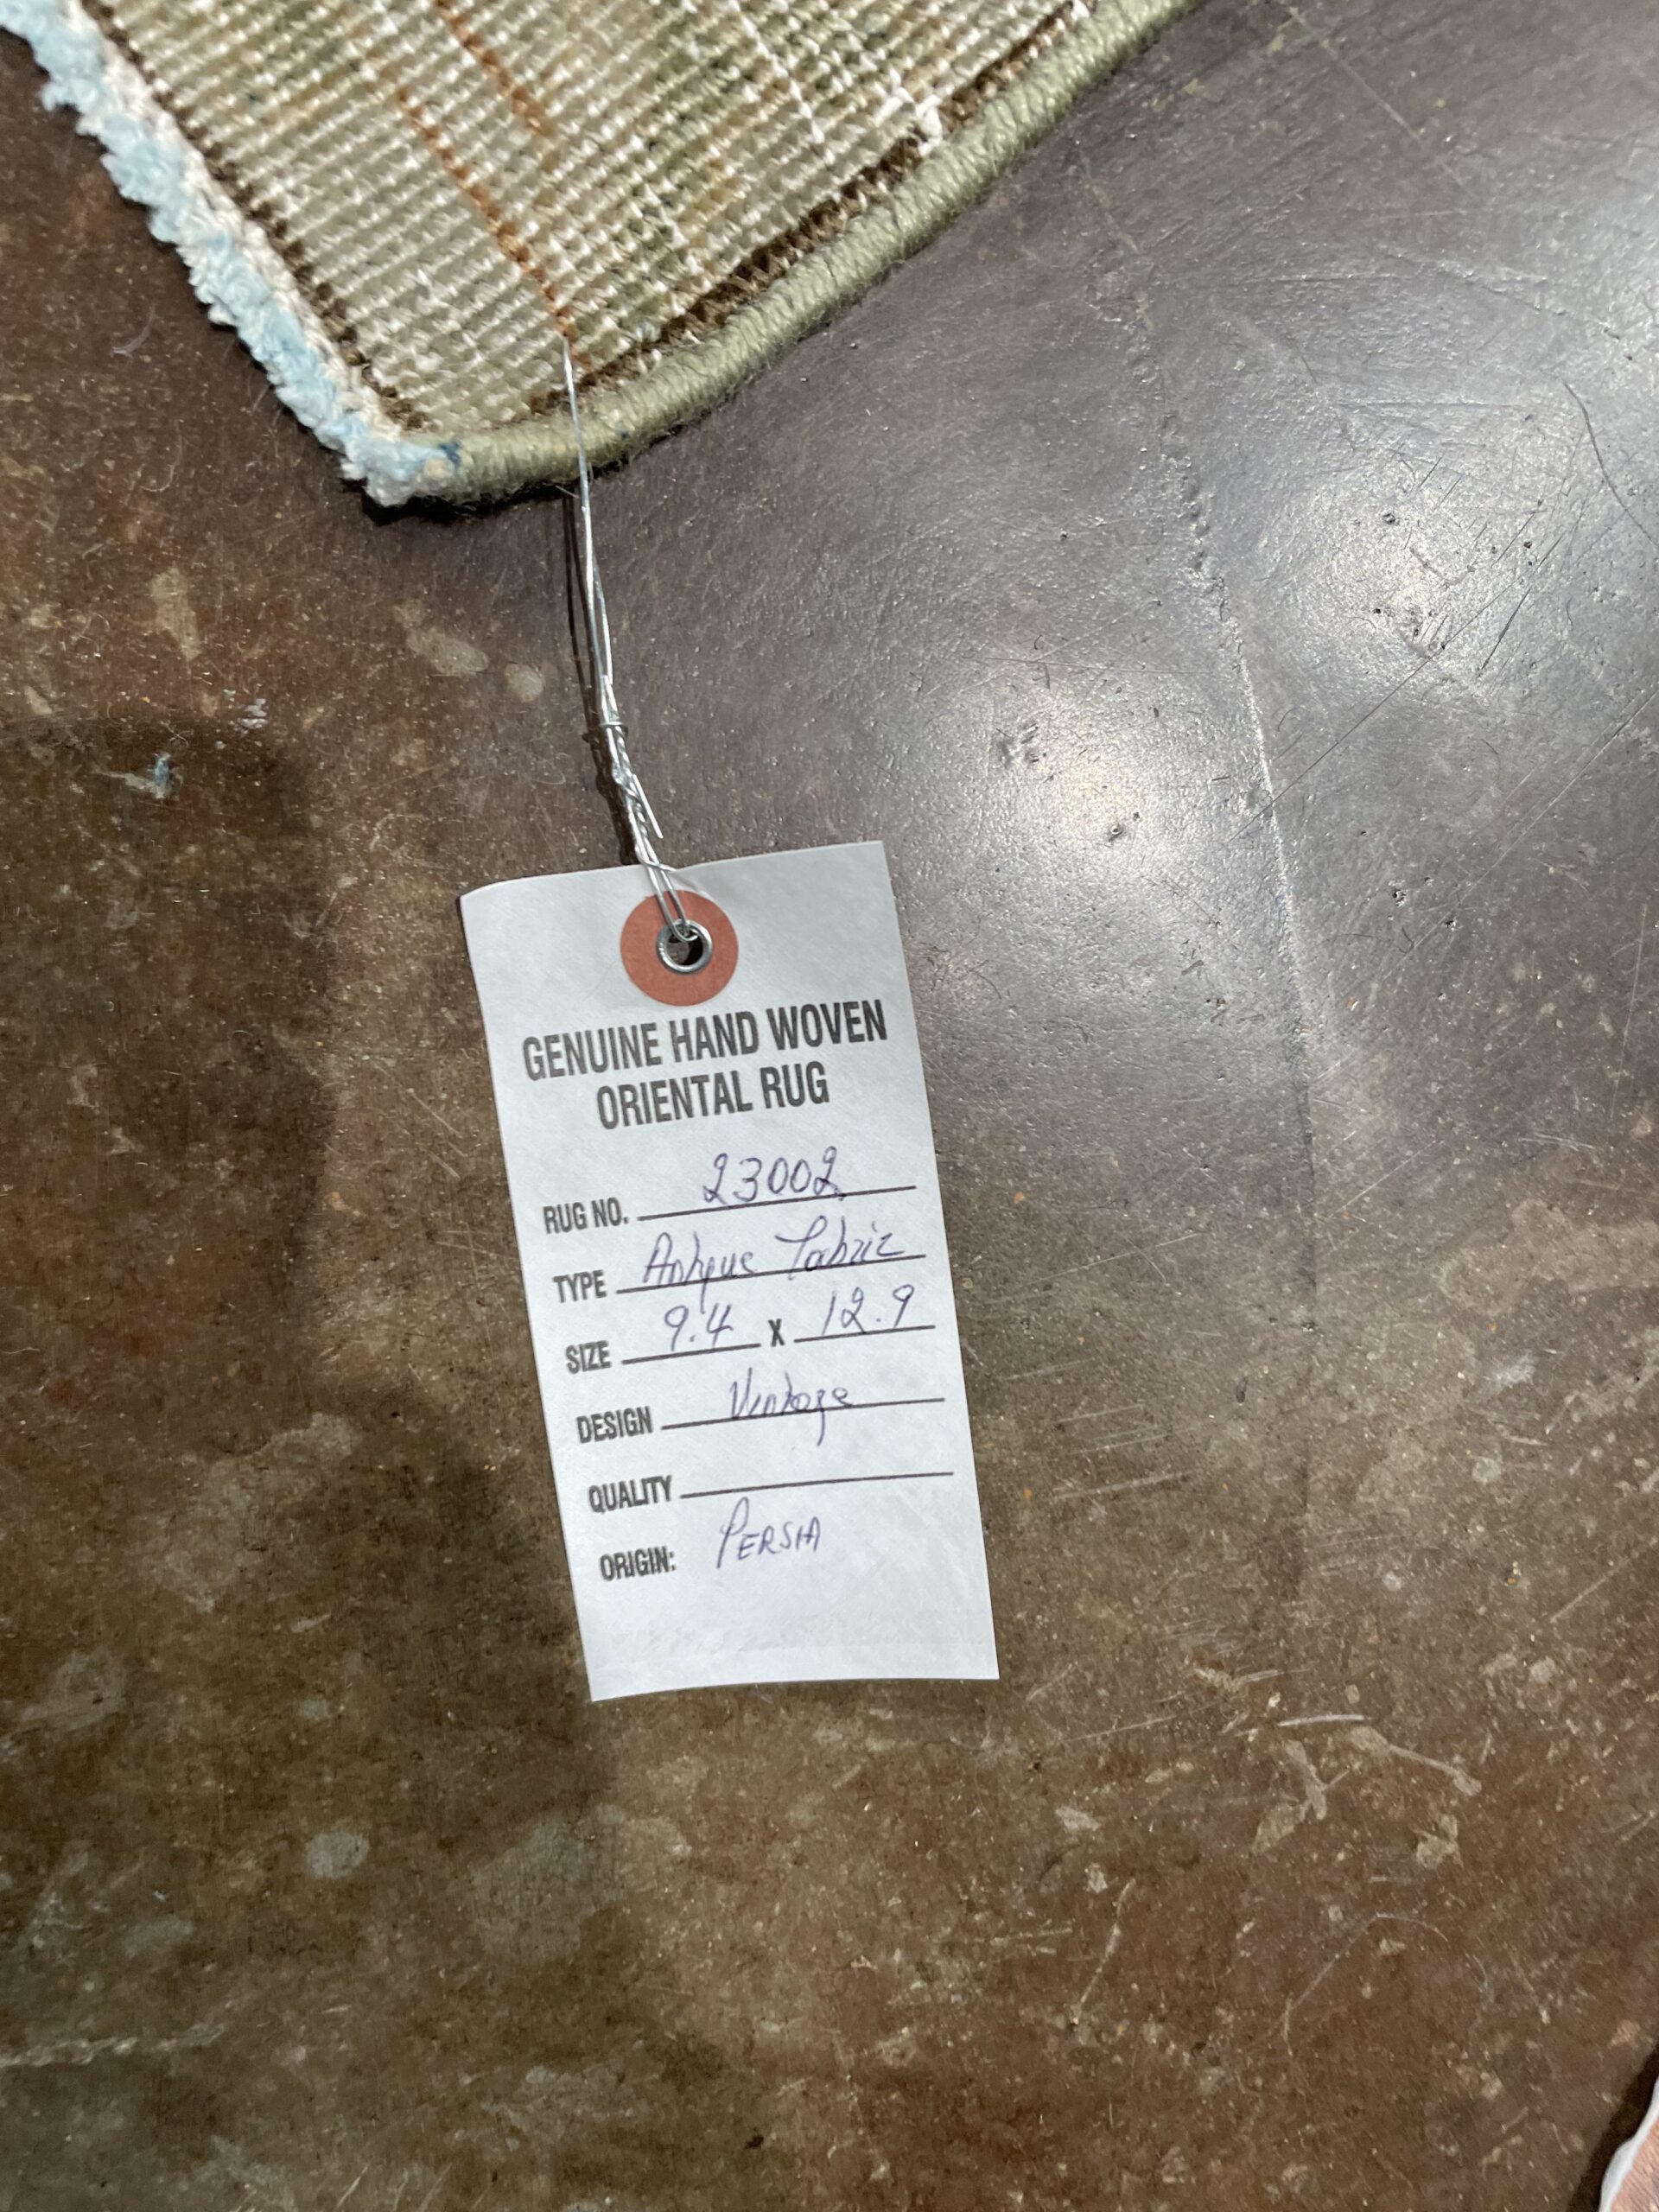 GENUINE HAND WOVEN
ORIENTAL RUG
RUG NO. 23002
TYPE Antique Tabriz
SIZE 9.4 X 12.9
DESIGN Vintage
QUALITY
ORIGIN: PERSIA